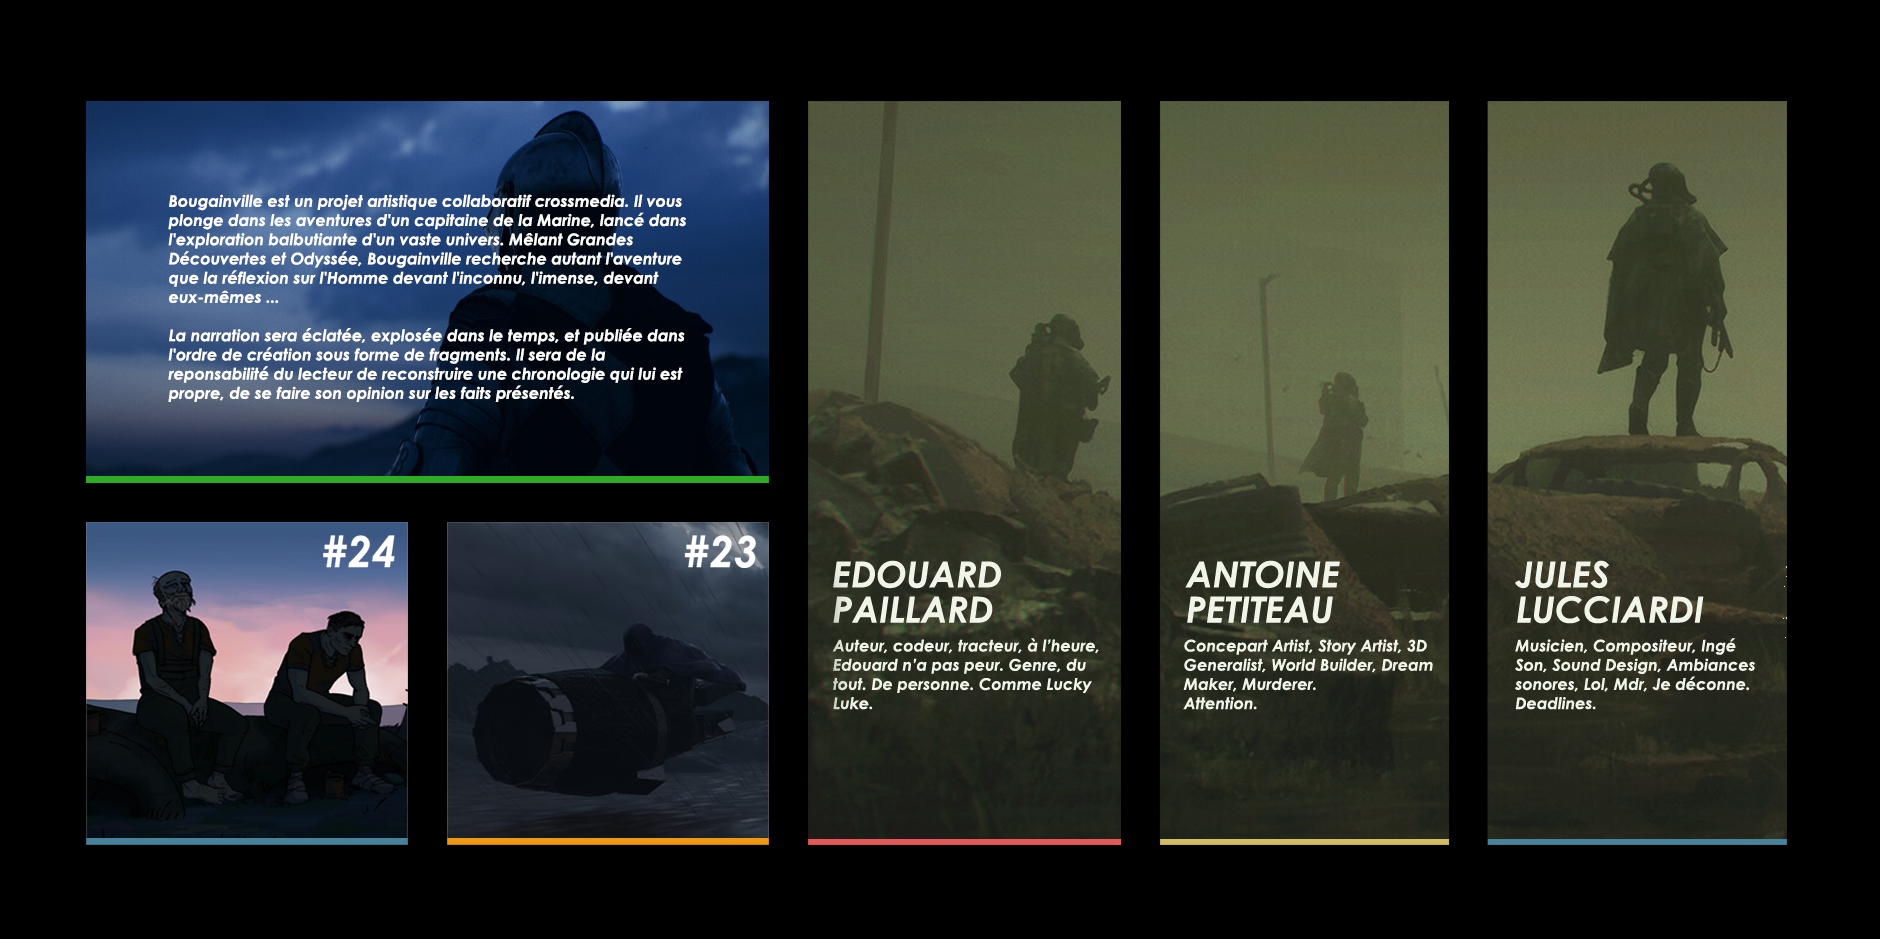 Bougainville est un projet artistique collaboratif crossmedia. Il vous
plonge dans les aventures d'un capitaine de la Marine, lancé dans
l'exploration balbutiante d'un vaste univers. Mêlant Grandes
Découvertes et Odyssée, Bougainville recherche autant l'aventure
que la réflexion sur l'Homme devant l'inconnu, l'imense, devant
eux-mêmes ...
La narration sera éclatée, explosée dans le temps, et publiée dans
l'ordre de création sous forme de fragments. Il sera de la
reponsabilité du lecteur de reconstruire une chronologie qui lui est
propre, de se faire son opinion sur les faits présentés.
#24
#23
EDOUARD
PAILLARD
Auteur, codeur, tracteur, à l'heure,
Edouard n'a pas peur. Genre, du
tout. De personne. Comme Lucky
Luke.
ANTOINE
PETITEAU
Concepart Artist, Story Artist, 3D
Generalist, World Builder, Dream
Maker, Murderer.
Attention.
JULES
LUCCIARDI
Musicien, Compositeur, Ingé
Son, Sound Design, Ambiances
sonores, Lol, Mdr, Je déconne.
Deadlines.